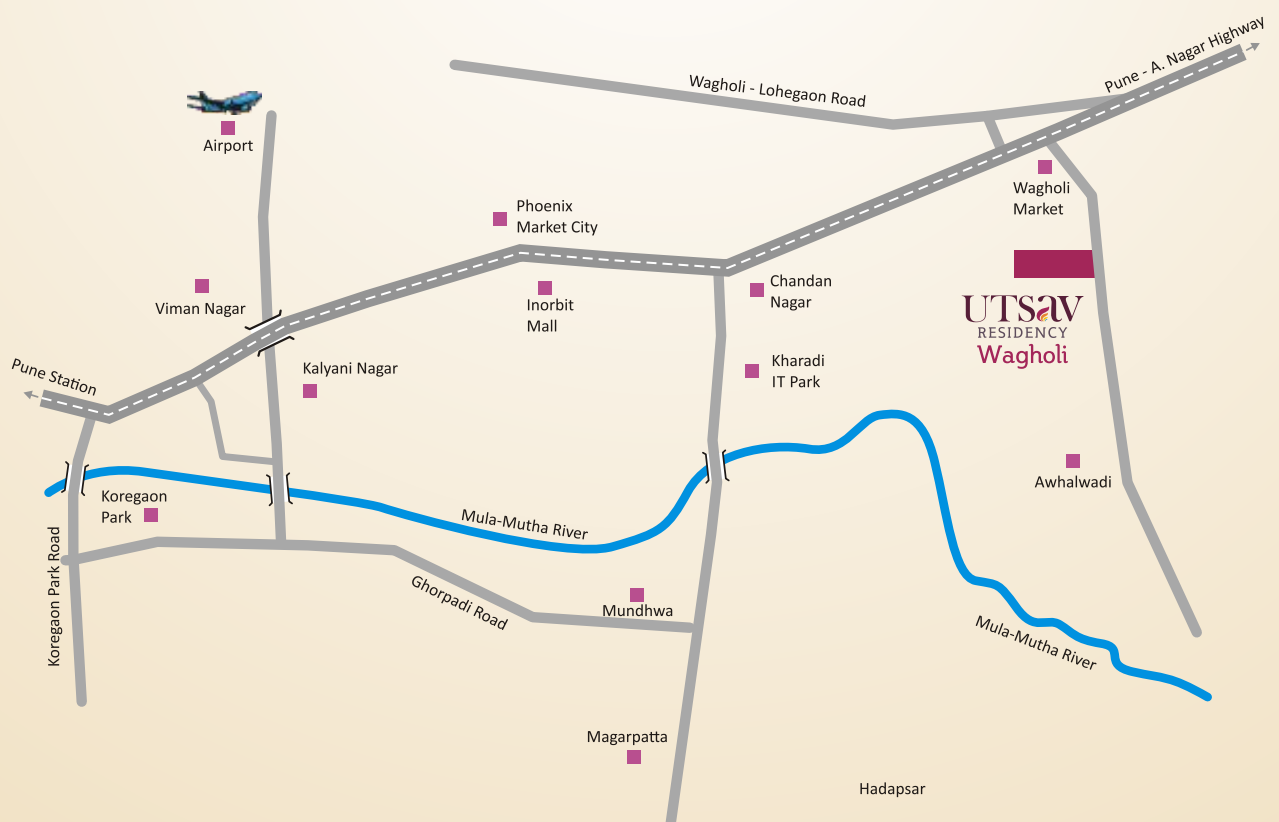 Pune - A. Nagar Highway
Wagholi - Lohegaon Road
Airport
Wagholi
Market
Phoenix
Market City
Viman Nagar
Inorbit
Mall
Chandan
Nagar
UTSAV
RESIDENCY
Wagholi
Pune Station
Kalyani Nagar
Kharadi
IT Park
Awhalwadi
Koregaon
Park
Mula-Mutha River
Koregaon Park Road
Ghorpadi Road
Mundhwa
Mula-Mutha River
Magarpatta
Hadapsar